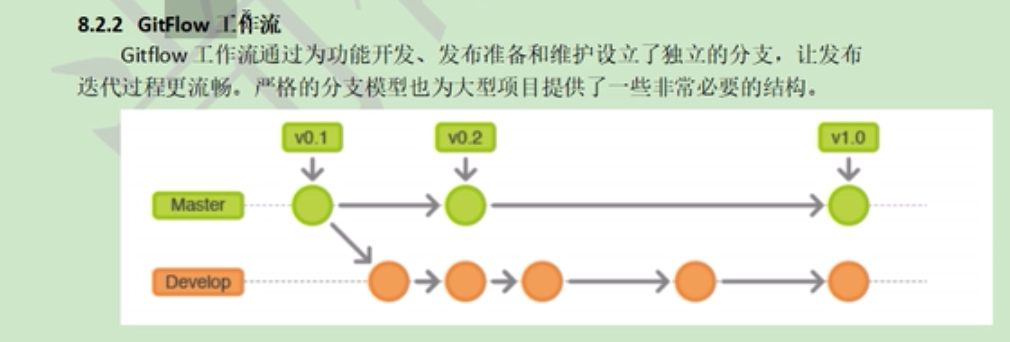 8.2.2 GitFlow 工作流
Gitflow 工作流通过为功能开发、发布准备和维护设立了独立的分支，让发布
迭代过程更流畅。严格的分支模型也为大型项目提供了一些非常必要的结构。
v0.1 v0.2 v1.0
Master
Develop